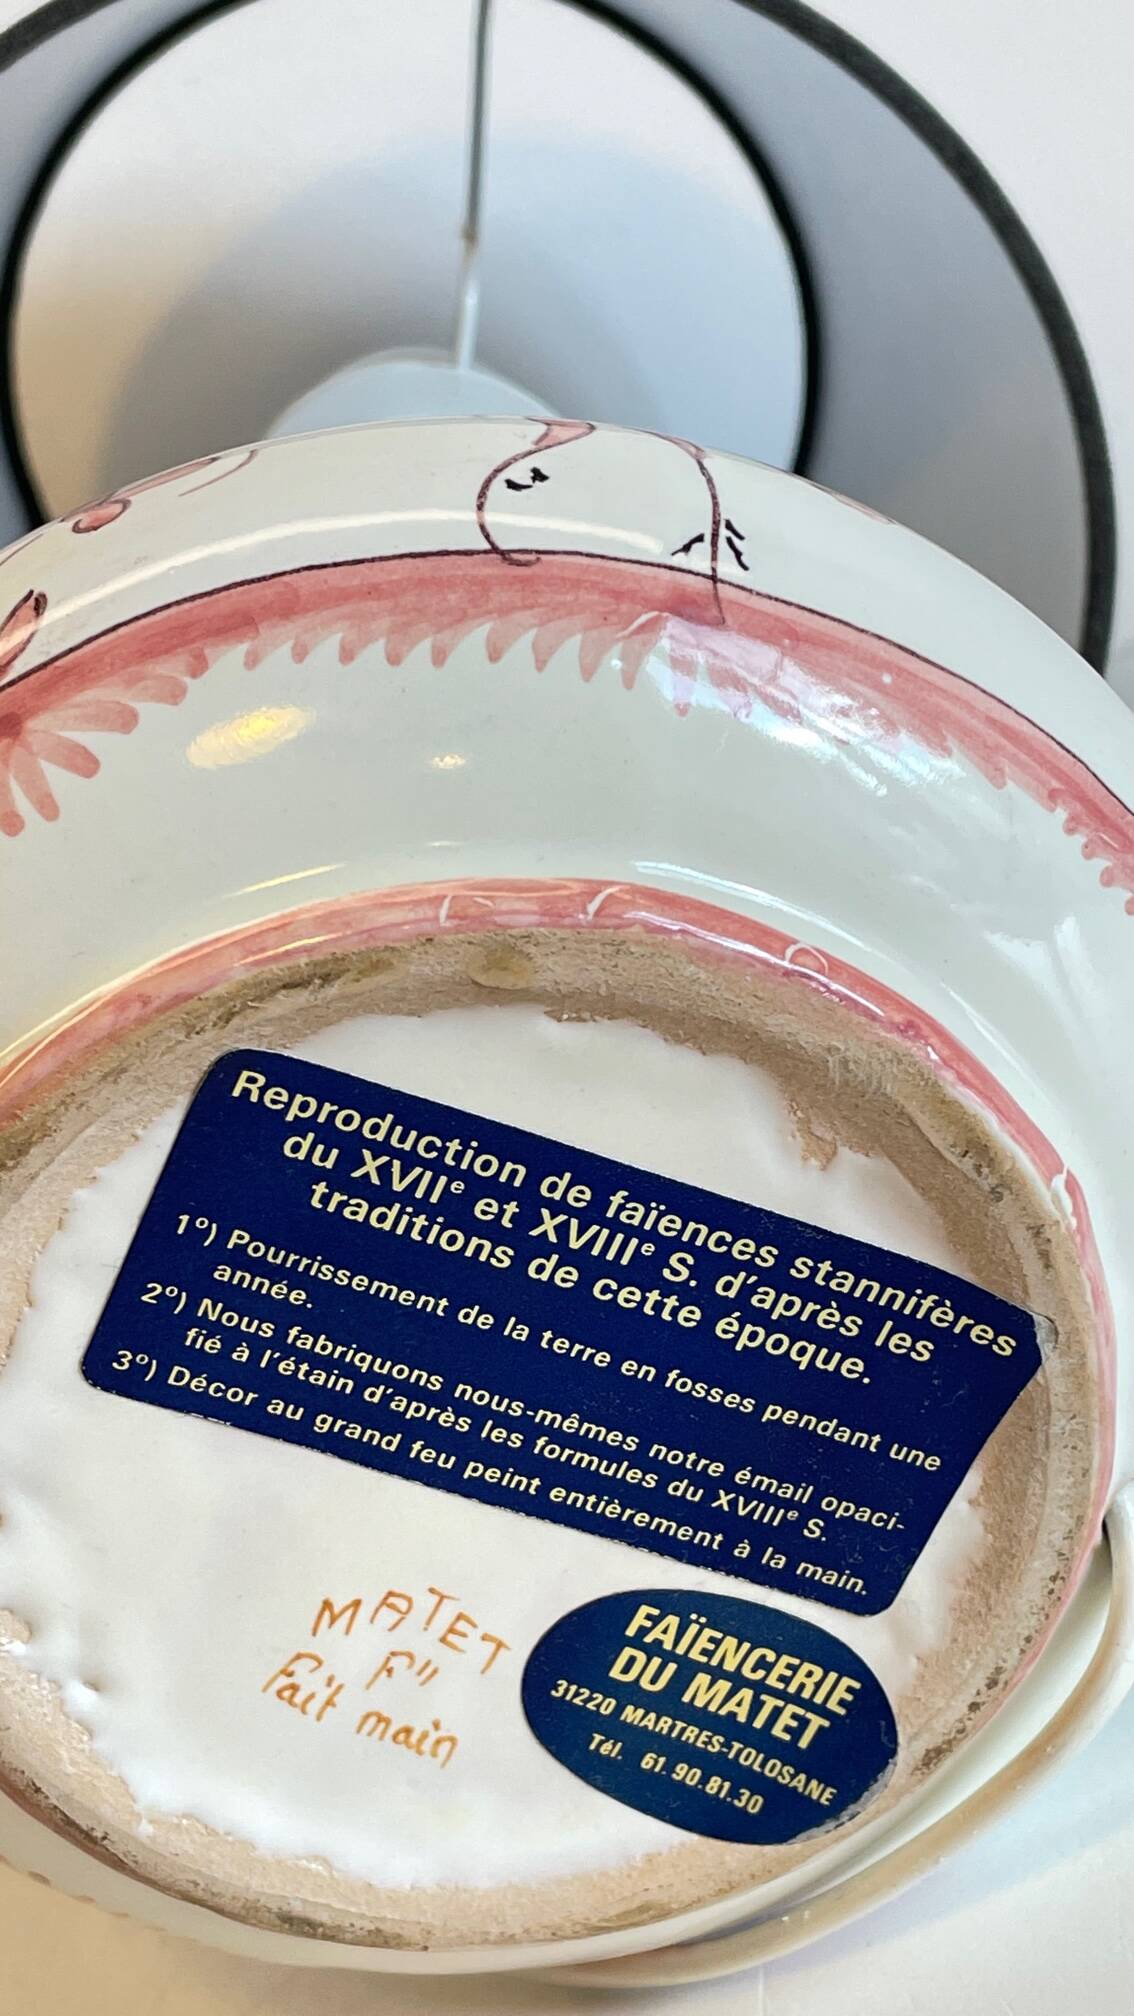 Reproduction de faïences stannifères
du XVIIe et XVIIIe S. d'après les
traditions de cette époque.
1º) Pourrissement de la terre en fosses pendant une
année.
2º) Nous fabriquons nous-mêmes notre émail opaci-
fié à l'étain d'après les formules du XVIIIe S.
3º) Décor au grand feu peint entièrement à la main.
MATET
F"
Fait main
FAÏENCERIE
DU MATET
31220 MARTRES-TOLOSANE
Tél. 61.90.81.30